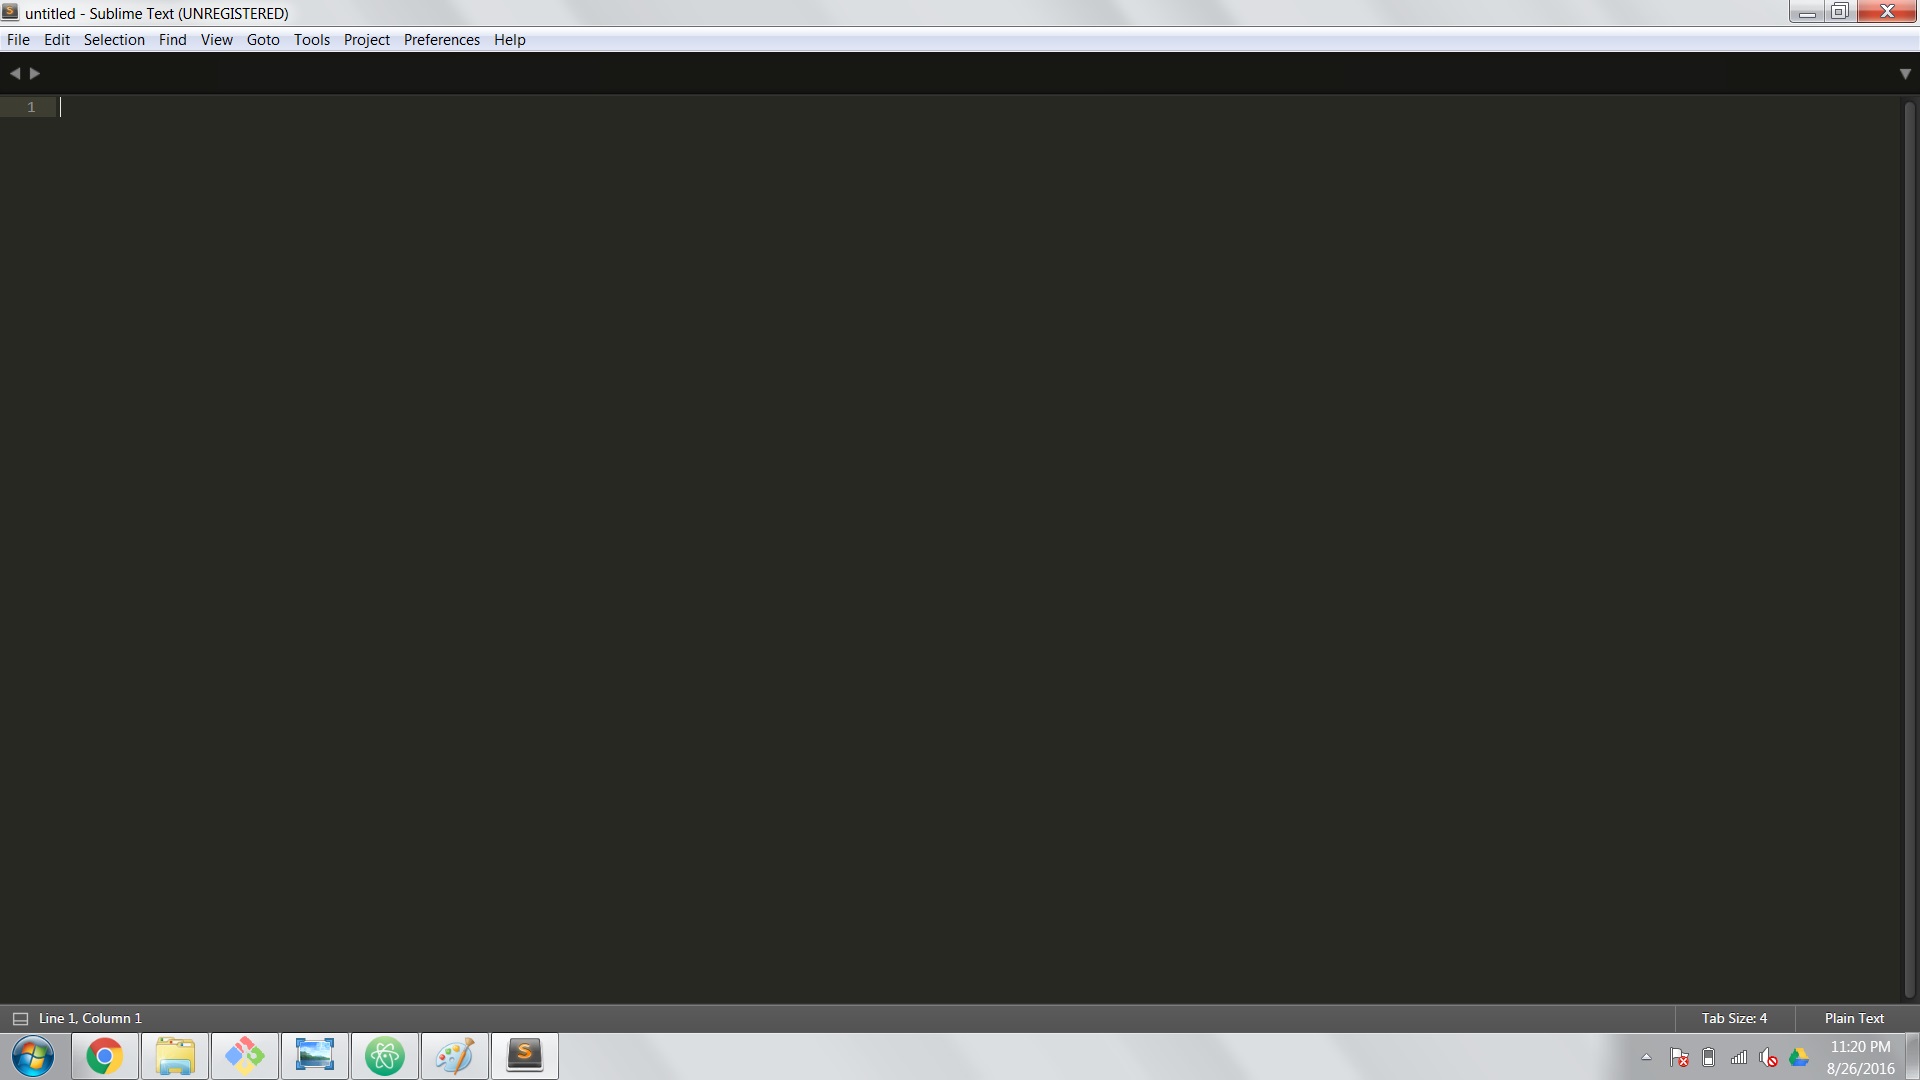 untitled - Sublime Text (UNREGISTERED)
File Edit Selection Find View Goto Tools Project Preferences Help
1
Line 1, Column 1
Tab Size: 4
Plain Text
11:20 PM
8/26/2016